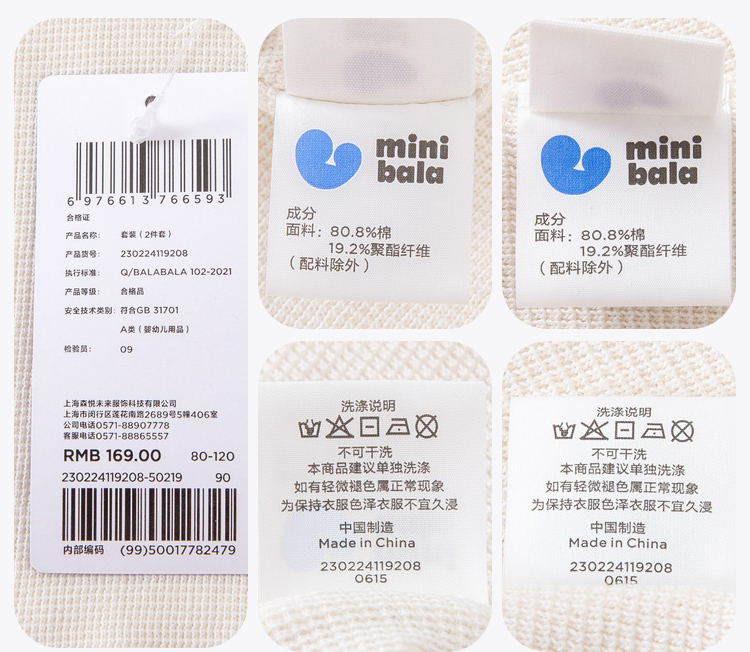 6 976613 766593
合格证
产品名称: 套装（2件套）
产品货号: 230224119208
执行标准: Q/BALABALA 102-2021
产品等级: 合格品
安全技术类别: 符合GB 31701
A类（婴幼儿用品）
检验员: 09
上海森悦未来服饰科技有限公司
上海市闵行区莲花南路2689号5幢406室
公司电话0571-88907778
客服电话0571-88865557
RMB 169.00 80-120
230224119208-50219 90
内部编码 (99)50017782479
mini
bala
成分
面料: 80.8%棉
19.2%聚酯纤维
（配料除外）
mini
bala
成分
面料: 80.8%棉
19.2%聚酯纤维
（配料除外）
洗涤说明
不可干洗
本商品建议单独洗涤
如有轻微褪色属正常现象
为保持衣服色泽衣服不宜久浸
中国制造
Made in China
230224119208
0615
洗涤说明
不可干洗
本商品建议单独洗涤
如有轻微褪色属正常现象
为保持衣服色泽衣服不宜久浸
中国制造
Made in China
230224119208
0615